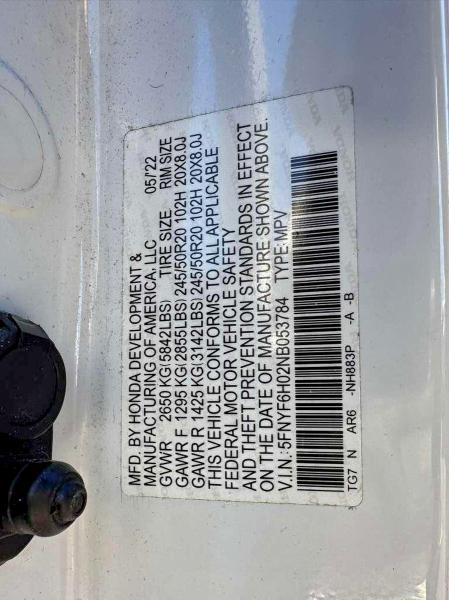 MFD. BY HONDA DEVELOPMENT &
MANUFACTURING OF AMERICA, LLC 05/'22
GVWR 2650 KG(5842LBS) TIRE SIZE RIM SIZE
GAWR F 1295 KG(2855LBS) 245/50R20 102H 20X8.0J
GAWR R 1425 KG(3142LBS) 245/50R20 102H 20X8.0J
THIS VEHICLE CONFORMS TO ALL APPLICABLE
FEDERAL MOTOR VEHICLE SAFETY
AND THEFT PREVENTION STANDARDS IN EFFECT
ON THE DATE OF MANUFACTURE SHOWN ABOVE.
V.I.N.:5FNYF6H02NB053784 TYPE:MPV
TG7 N AR6 -NH883P -A -B